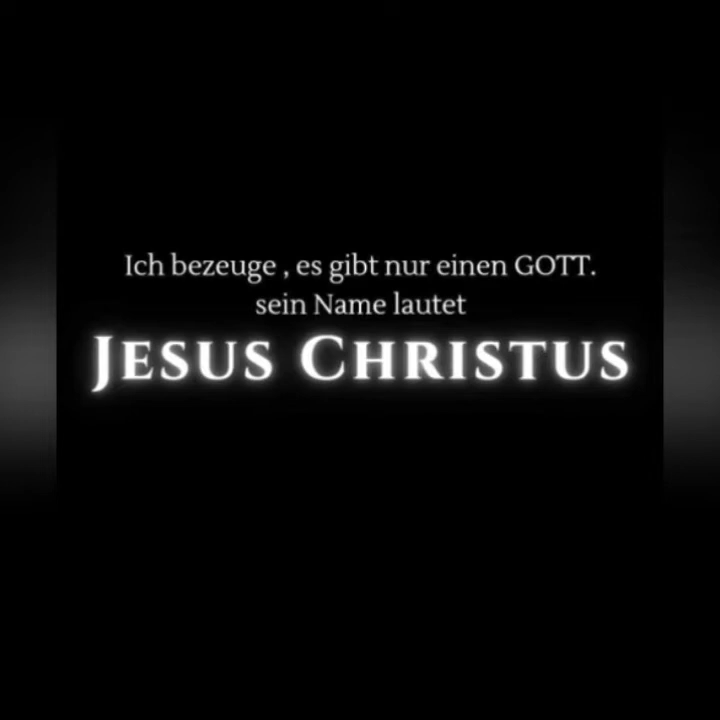 Ich bezeuge , es gibt nur einen GOTT.
sein Name lautet
JESUS CHRISTUS